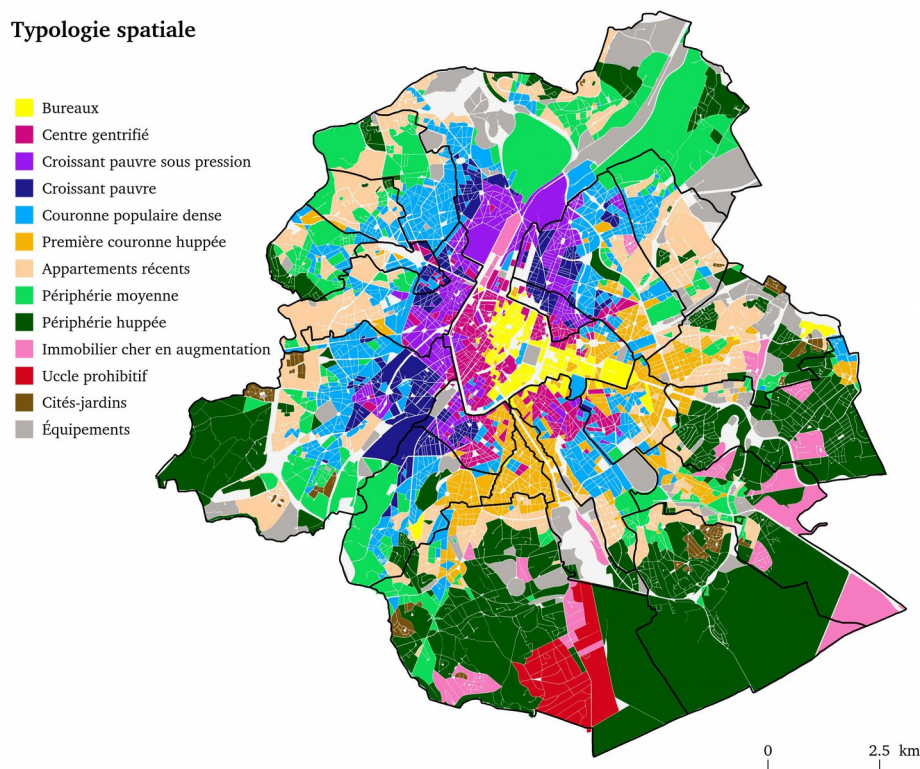 Typologie spatiale
Bureaux
Centre gentrifié
Croissant pauvre sous pression
Croissant pauvre
Couronne populaire dense
Première couronne huppée
Appartements récents
Périphérie moyenne
Périphérie huppée
Immobilier cher en augmentation
Uccle prohibitif
Cités-jardins
Équipements
0 2.5 km